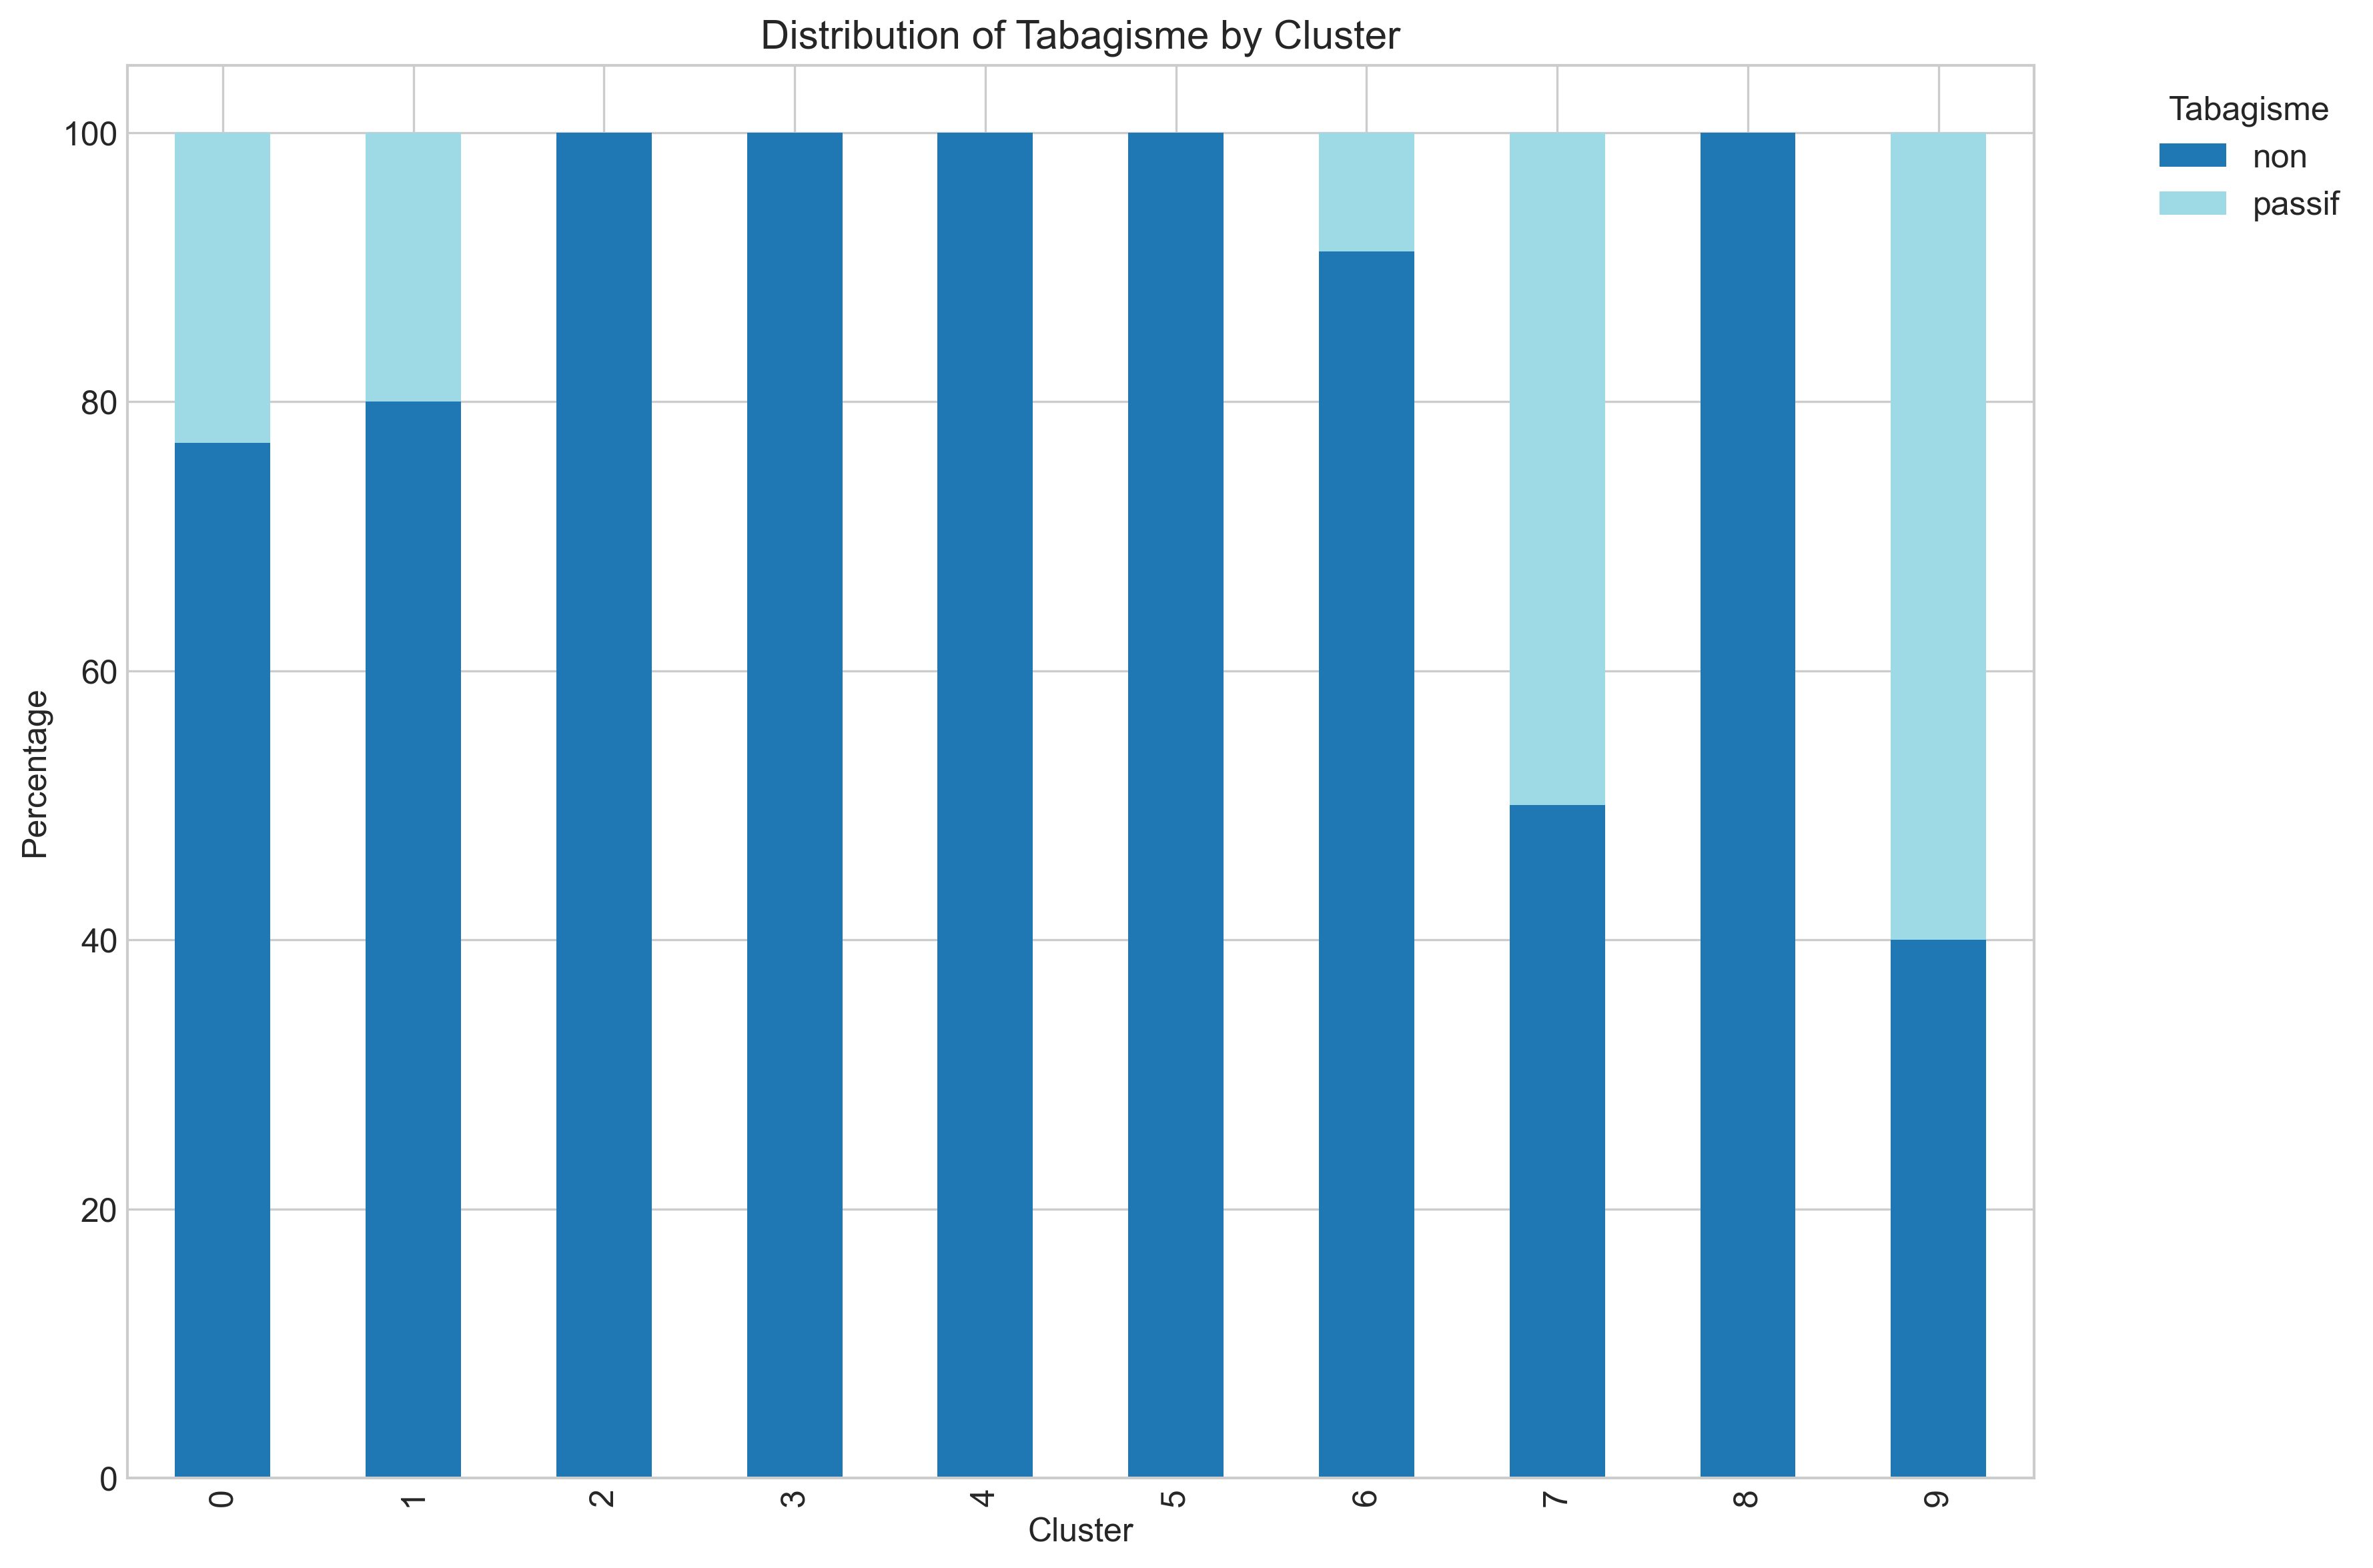 Distribution of Tabagisme by Cluster
Tabagisme
non
passif
Percentage
100
80
60
40
20
0
0 1 2 3 4 5 6 7 8 9
Cluster